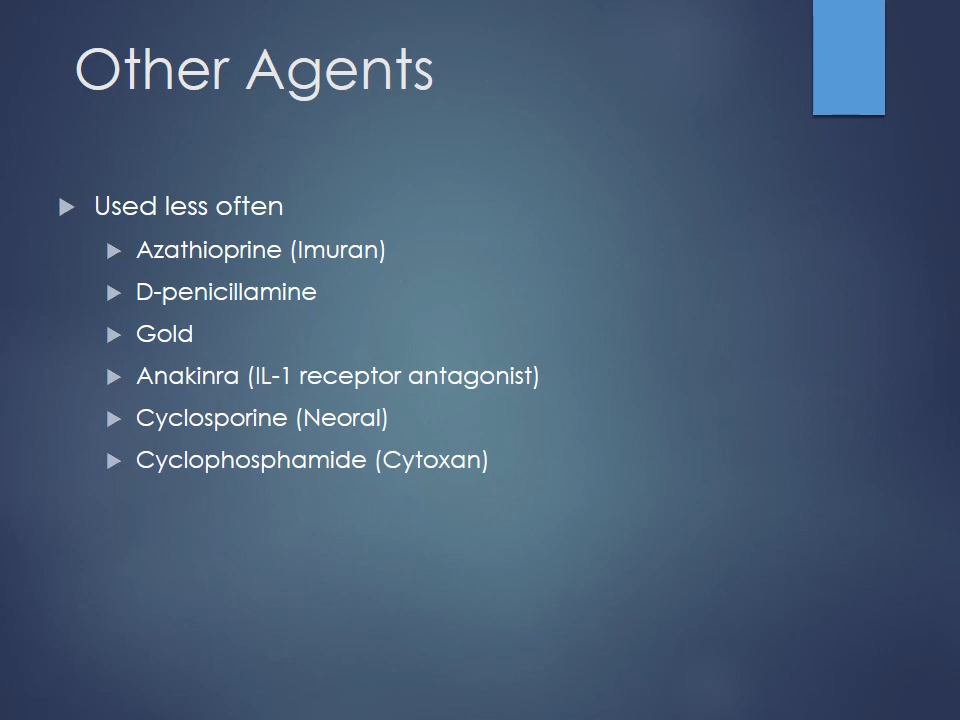 Other Agents
Used less often
Azathioprine (Imuran)
D-penicillamine
Gold
Anakinra (IL-1 receptor antagonist)
Cyclosporine (Neoral)
Cyclophosphamide (Cytoxan)